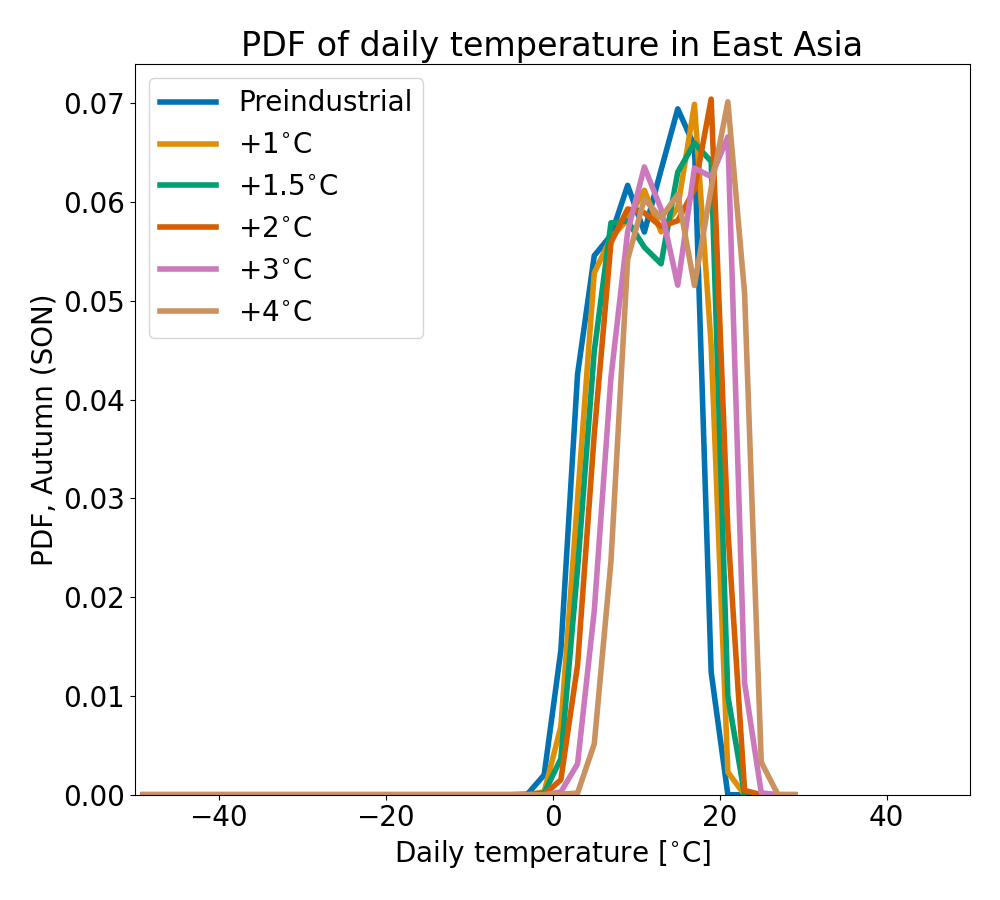 PDF of daily temperature in East Asia
Preindustrial
+1°C
+1.5°C
+2°C
+3°C
+4°C
PDF, Autumn (SON)
0.07
0.06
0.05
0.04
0.03
0.02
0.01
0.00
−40 −20 0 20 40
Daily temperature [°C]